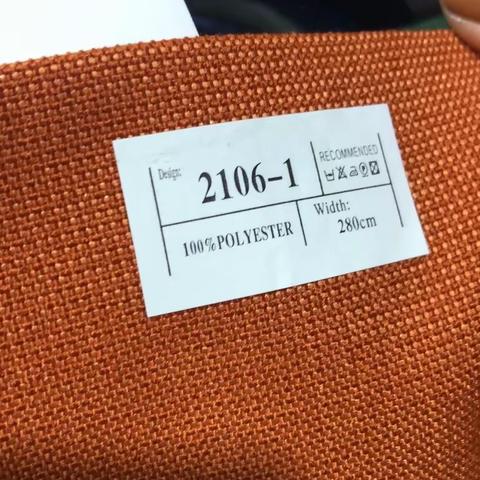 Design: 2106-1
RECOMMENDED
100%POLYESTER
Width:
280cm